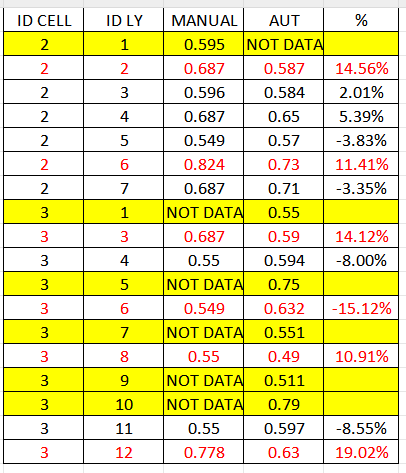 ID CELL ID LY MANUAL AUT %
2 1 0.595 NOT DATA
2 2 0.687 0.587 14.56%
2 3 0.596 0.584 2.01%
2 4 0.687 0.65 5.39%
2 5 0.549 0.57 -3.83%
2 6 0.824 0.73 11.41%
2 7 0.687 0.71 -3.35%
3 1 NOT DATA 0.55
3 3 0.687 0.59 14.12%
3 4 0.55 0.594 -8.00%
3 5 NOT DATA 0.75
3 6 0.549 0.632 -15.12%
3 7 NOT DATA 0.551
3 8 0.55 0.49 10.91%
3 9 NOT DATA 0.511
3 10 NOT DATA 0.79
3 11 0.55 0.597 -8.55%
3 12 0.778 0.63 19.02%